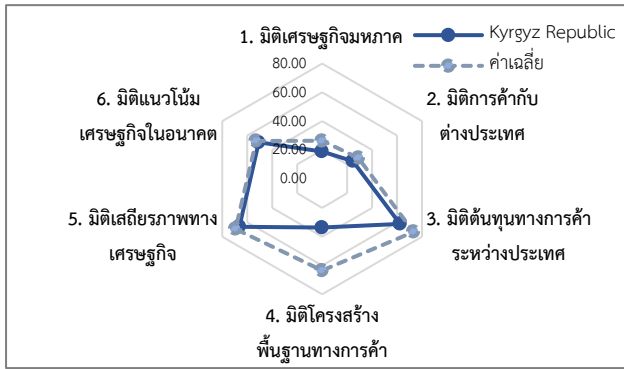 1. มิติเศรษฐกิจมหภาค
Kyrgyz Republic
ค่าเฉลี่ย
80.00
60.00
40.00
20.00
0.00
2. มิติการค้ากับ
ต่างประเทศ
3. มิติต้นทุนทางการค้า
ระหว่างประเทศ
4. มิติโครงสร้าง
พื้นฐานทางการค้า
5. มิติเสถียรภาพทาง
เศรษฐกิจ
6. มิติแนวโน้ม
เศรษฐกิจในอนาคต